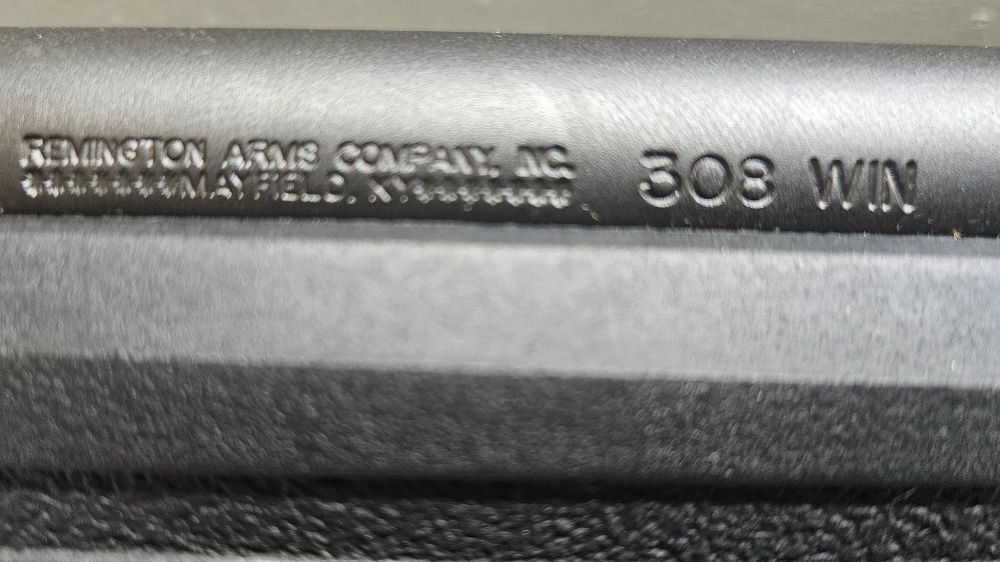 REMINGTON ARMS COMPANY, INC.
MAYFIELD, KY
308 WIN